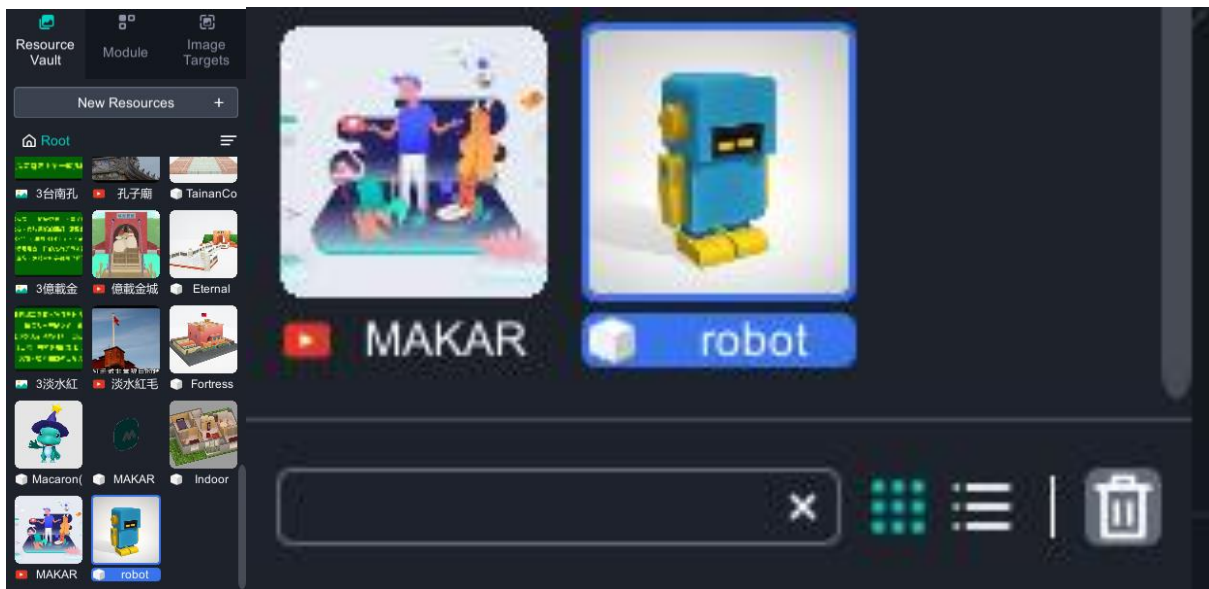 Resource
Vault
Module
Image
Targets
New Resources +
Root
3台南孔
孔子廟
TainanCo
3億載金
億載金城
Eternal
3淡水紅
淡水紅毛
Fortress
Macaron(
MAKAR
Indoor
MAKAR
robot
MAKAR
robot